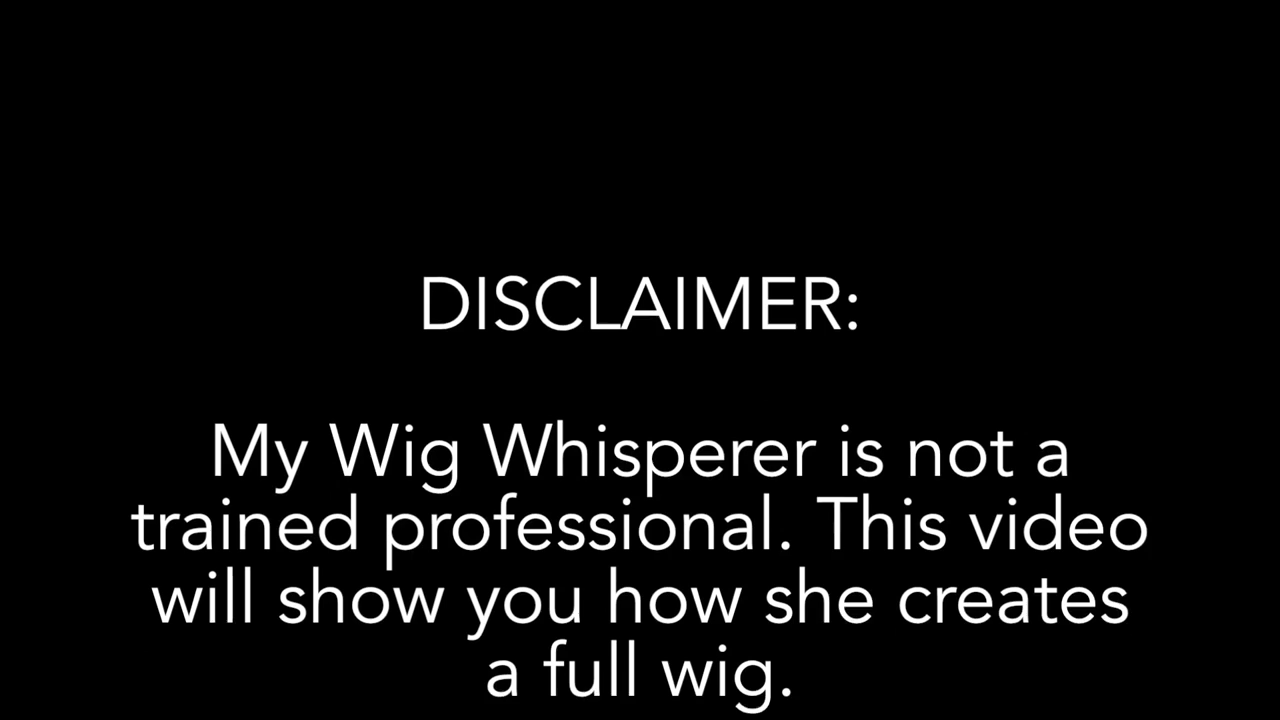 DISCLAIMER:
My Wig Whisperer is not a
trained professional. This video
will show you how she creates
a full wig.